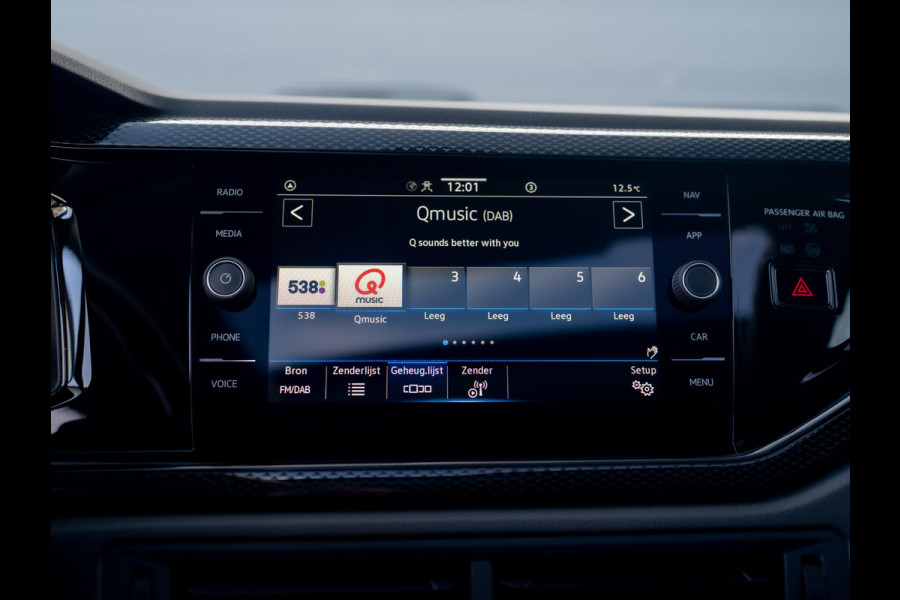 12:01
3
12.5°C
RADIO
NAV
Qmusic (DAB)
PASSENGER AIR BAG
MEDIA
APP
Q sounds better with you
538
MUSIC
3
4
5
6
538
Qmusic
Leeg
Leeg
Leeg
Leeg
PHONE
CAR
Bron
Zenderlijst
Geheug.lijst
Zender
Setup
VOICE
FM/DAB
MENU